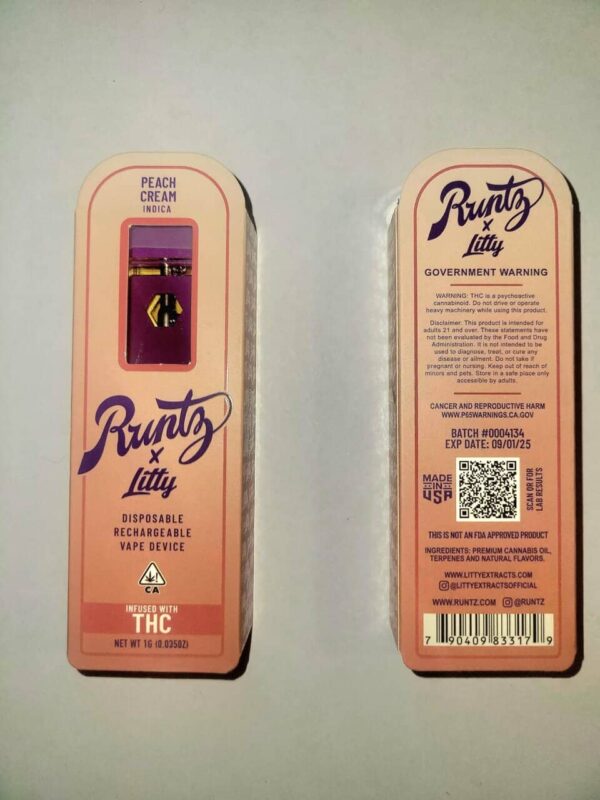 PEACH
CREAM
INDICA
Runtz
x
Litty
DISPOSABLE
RECHARGEABLE
VAPE DEVICE
CA
INFUSED WITH
THC
NET WT 1G (0.035OZ)
Runtz
x
Litty
GOVERNMENT WARNING
WARNING: THC is a psychoactive
cannabinoid. Do not drive or operate
heavy machinery while using this product.
Disclaimer: This product is intended for
adults 21 and over. These statements have
not been evaluated by the Food and Drug
Administration. It is not intended to be
used to diagnose, treat, or cure any
disease or ailment. Do not take if
pregnant or nursing. Keep out of reach of
minors and pets. Store in a safe place only
accessible by adults.
CANCER AND REPRODUCTIVE HARM
WWW.P65WARNINGS.CA.GOV
BATCH #0004134
EXP DATE: 09/01/25
MADE
IN
USA
SCAN OR FOR
LAB RESULTS
THIS IS NOT AN FDA APPROVED PRODUCT
INGREDIENTS: PREMIUM CANNABIS OIL,
TERPENES AND NATURAL FLAVORS.
WWW.LITTYEXTRACTS.COM
@LITTYEXTRACTSOFFICIAL
WWW.RUNTZ.COM @RUNTZ
7 90409 83317 9